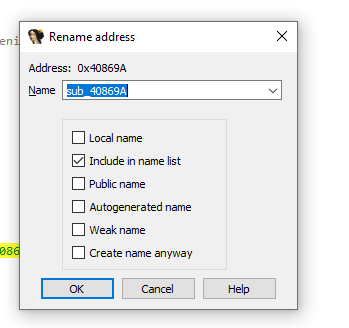 eni
Rename address
Address: 0x40869A
Name sub_40869A
Local name
Include in name list
Public name
Autogenerated name
Weak name
Create name anyway
086
OK Cancel Help